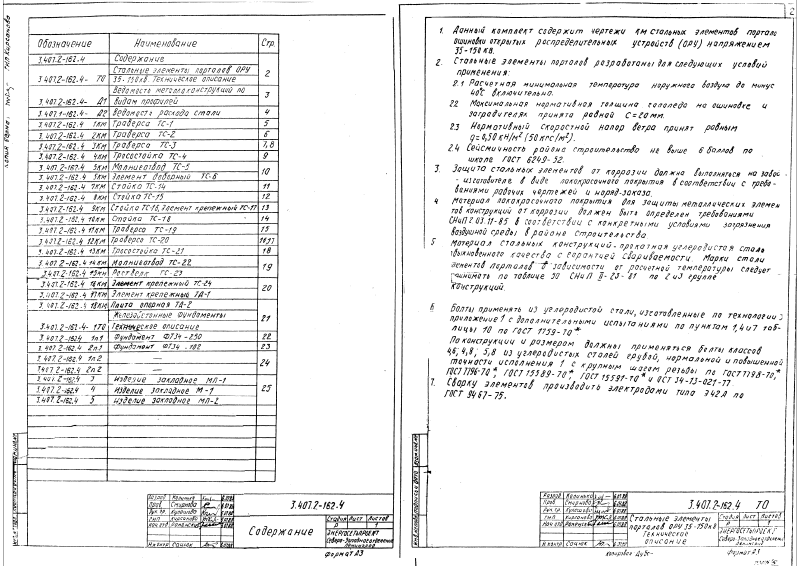 Обозначение Наименование Стр.
3.407.2-162.4 Содержание
Стальные элементы порталов ОРУ
3.407.2-162.4- ТО 35-150кв. Техническое описание 2
Ведомость металлоконструкций по
3.407.2-162.4- Д1 видам профилей 3
3.407.2-162.4- Д2 Ведомость расхода стали 4
3.407.2-162.4 1КМ Траверса ТС-1 5
3.407.2-162.4 2КМ Траверса ТС-2 6
3.407.2-162.4 3КМ Траверса ТС-3 7,8
3.407.2-162.4 4КМ Тросостойка ТС-4 9
3.407.2-162.4 5КМ Молниеотвод ТС-5
3.407.2-162.4 Элемент доборный ТС-6 10
3.407.2-162.4 7КМ Стойка ТС-14 11
3.407.2-162.4 8КМ Стойка ТС-15 12
3.407.2-162.4 9КМ Стойка ТС-16, Элемент крепежный ТС-17 13
3.407.2-162.4 10КМ Стойка ТС-18 14
3.407.2-162.4 11КМ Траверса ТС-19 15
3.407.2-162.4 12КМ Траверса ТС-20 16,17
3.407.2-162.4 13КМ Тросостойка ТС-21 18
3.407.2-162.4 14КМ Молниеотвод ТС-22
3.407.2-162.4 15КМ Ростверк ТС-23 19
3.407.2-162.4 16КМ Элемент крепежный ТС-24
3.407.2-162.4 17КМ Элемент крепежный ТА-1 20
3.407.2-162.4 18КМ Плита опорная ТА-2
Железобетонные фундаменты
3.407.2-162.4- 1ТО Техническое описание 21
3.407.2-162.4 1п1 Фундамент 22
3.407.2-162.4 2п1 Фундамент 23
3.407.2-162.4 1п2 —
3.407.2-162.4 2п2 — 24
3.407.2-162.4 3 Изделие закладное МЛ-1
3.407.2-162.4 4 Изделие закладное М-1 25
3.407.2-162.4 5 Изделие закладное МЛ-2
3.407.2-162.4
Содержание
Стадия Лист Листов
Р 1
ЭНЕРГОСЕТЬПРОЕКТ
Северо-Западное отделение
Ленинград
Формат А3
2
1. Данный комплект содержит чертежи КМ стальных элементов портало
ошиновки открытых распределительных устройств (ОРУ) напряжением
35-150 кв.
2. Стальные элементы порталов разработаны для следующих условий
применения:
2.1 Расчетная минимальная температура наружного воздуха до минус
40°С включительно.
2.2 Максимальная нормативная толщина гололеда на ошиновке и
заградителях принята равной С=20мм.
2.3 Нормативный скоростной напор ветра принят равным
q=0,50 кН/м² (50 кгс/м²).
2.4 Сейсмичность района строительства не выше 6 баллов по
шкале ГОСТ 6249-52.
3. Защита стальных элементов от коррозии должна выполняться на заво-
изготовителе в виде лакокрасочного покрытия в соответствии с требо-
ваниями рабочих чертежей и наряд-заказа.
4 Материал лакокрасочного покрытия для защиты металлических элемен
тов конструкций от коррозии должен быть определен требованиями
СНиП 2.03.11-85 в соответствии с конкретными условиями загрязнения
воздушной среды в районе строительства
5 Материал стальных конструкций-прокатная углеродистая сталь
обыкновенного качества с гарантией свариваемости. Марки стали
элементов порталов в зависимости от расчетной температуры следует
принимать по таблице 50 СНиП II-23-81 по 2из группе
конструкций.
6. Болты применять из углеродистой стали, изготовленные по технологии
приложение 1 с дополнительными испытаниями по пунктам 1,4 и 7 таб-
лицы 10 по ГОСТ 1759-70*
По конструкции и размером должны применяться болты классов
4,6; 4,8; 5,8 из углеродистых сталей грубой, нормальной и повышенной
точности исполнения 1 с крупным шагом резьбы по ГОСТ 7798-70*,
ГОСТ 7796-70*, ГОСТ 15589-70*, ГОСТ 15591-70* и ОСТ 34-13-021-77
7. Сварку элементов производить электродами типа Э42А по
ГОСТ 9467-75.
3.407.2-162.4 ТО
Стальные элементы
порталов ОРУ 35-150кв
Техническое
описание
Стадия Лист Листов
Р 1
ЭНЕРГОСЕТЬПРОЕКТ
Северо-Западное отделение
Ленинград
Формат А3